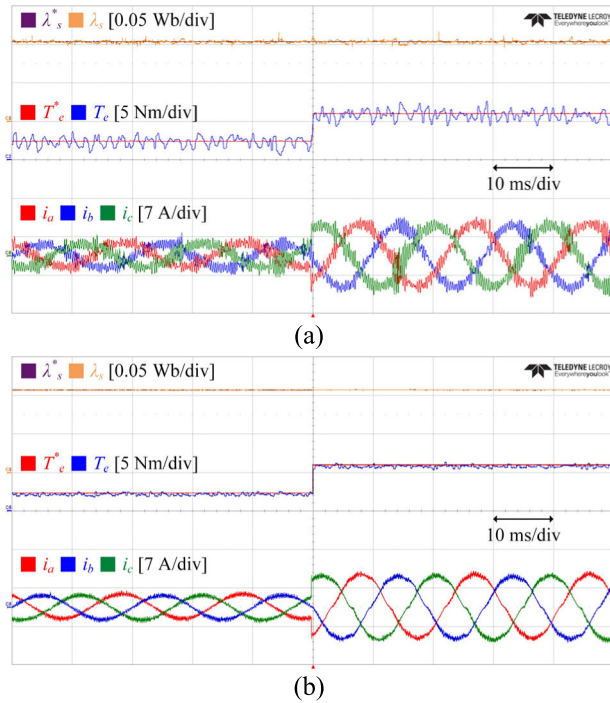 λ*s λs [0.05 Wb/div] TELEDYNE LECROY
Everywhereyoulook™
T*e Te [5 Nm/div]
10 ms/div
ia ib ic [7 A/div]
(a)
λ*s λs [0.05 Wb/div] TELEDYNE LECROY
Everywhereyoulook™
T*e Te [5 Nm/div]
10 ms/div
ia ib ic [7 A/div]
(b)